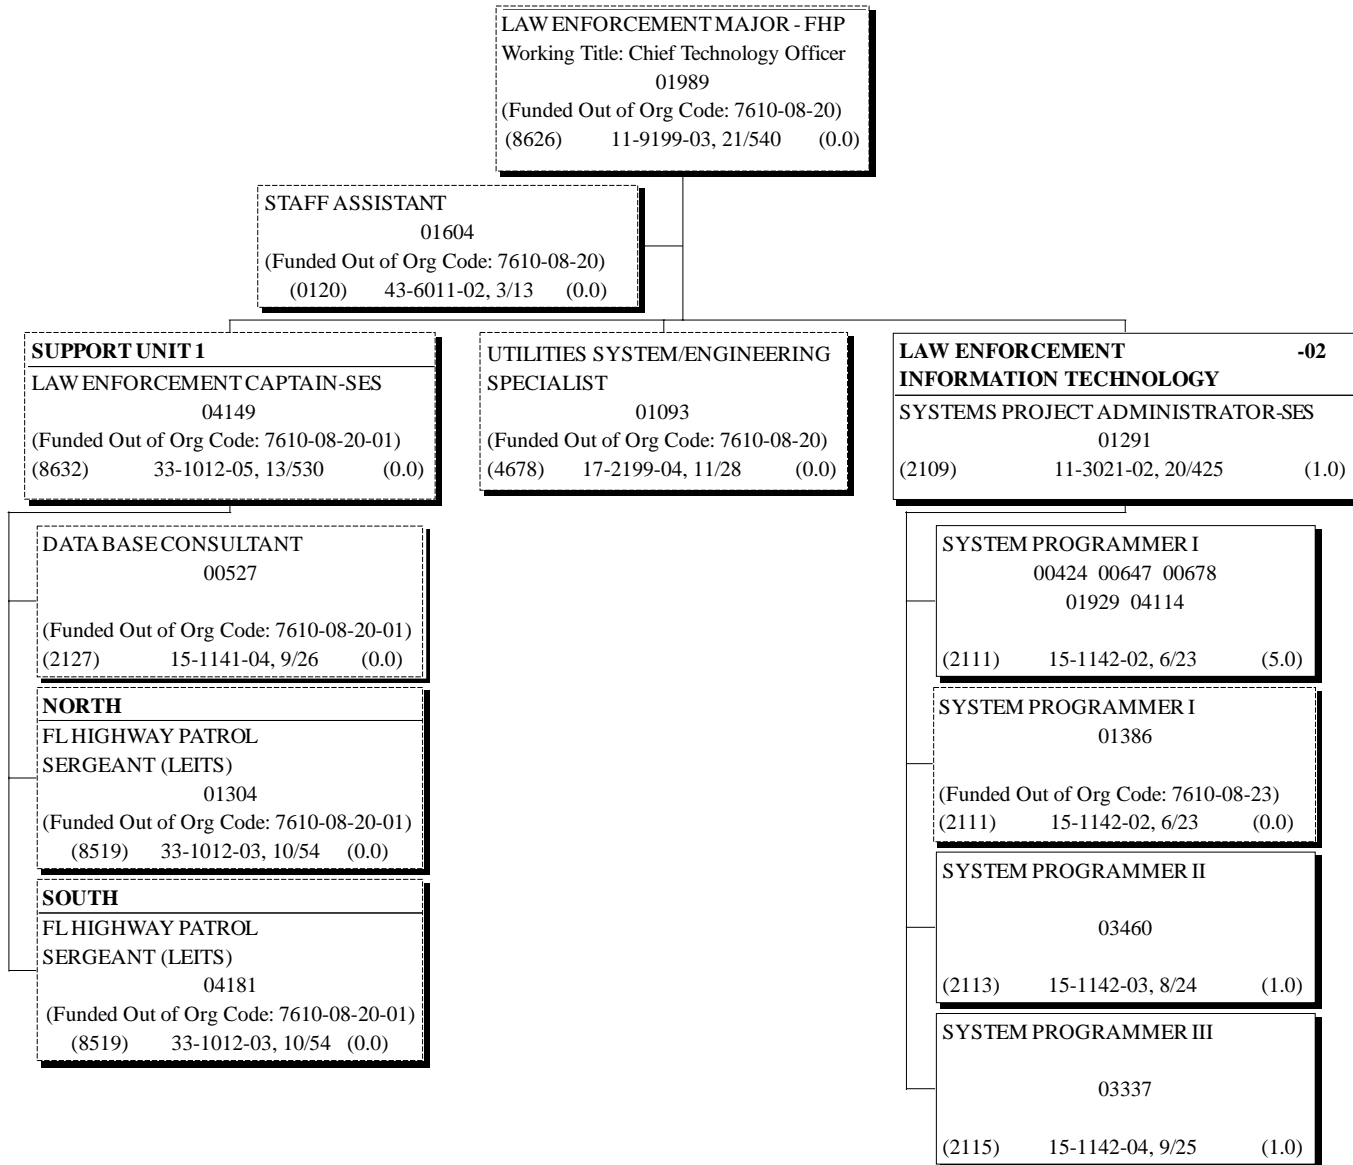 LAW ENFORCEMENT MAJOR - FHP
Working Title: Chief Technology Officer
01989
(Funded Out of Org Code: 7610-08-20)
(8626) 11-9199-03, 21/540 (0.0)
STAFF ASSISTANT
01604
(Funded Out of Org Code: 7610-08-20)
(0120) 43-6011-02, 3/13 (0.0)
SUPPORT UNIT 1
LAW ENFORCEMENT CAPTAIN-SES
04149
(Funded Out of Org Code: 7610-08-20-01)
(8632) 33-1012-05, 13/530 (0.0)
UTILITIES SYSTEM/ENGINEERING
SPECIALIST
01093
(Funded Out of Org Code: 7610-08-20)
(4678) 17-2199-04, 11/28 (0.0)
LAW ENFORCEMENT -02
INFORMATION TECHNOLOGY
SYSTEMS PROJECT ADMINISTRATOR-SES
01291
(2109) 11-3021-02, 20/425 (1.0)
DATA BASE CONSULTANT
00527
(Funded Out of Org Code: 7610-08-20-01)
(2127) 15-1141-04, 9/26 (0.0)
NORTH
FL HIGHWAY PATROL
SERGEANT (LEITS)
01304
(Funded Out of Org Code: 7610-08-20-01)
(8519) 33-1012-03, 10/54 (0.0)
SOUTH
FL HIGHWAY PATROL
SERGEANT (LEITS)
04181
(Funded Out of Org Code: 7610-08-20-01)
(8519) 33-1012-03, 10/54 (0.0)
SYSTEM PROGRAMMER I
00424 00647 00678
01929 04114
(2111) 15-1142-02, 6/23 (5.0)
SYSTEM PROGRAMMER I
01386
(Funded Out of Org Code: 7610-08-23)
(2111) 15-1142-02, 6/23 (0.0)
SYSTEM PROGRAMMER II
03460
(2113) 15-1142-03, 8/24 (1.0)
SYSTEM PROGRAMMER III
03337
(2115) 15-1142-04, 9/25 (1.0)